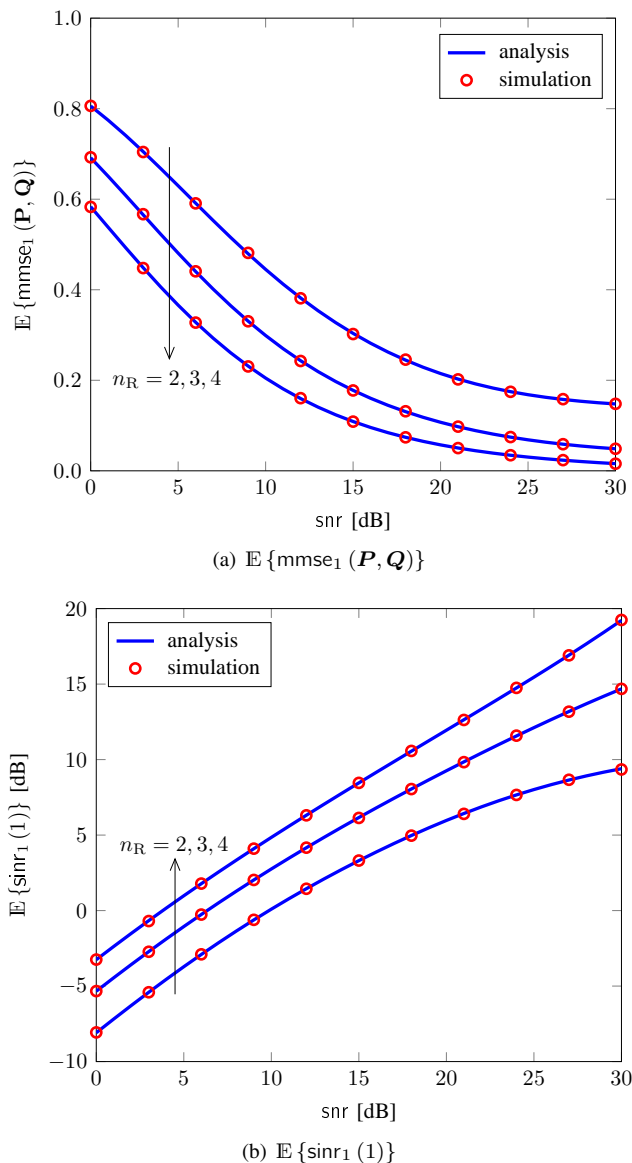 1.0
0.8
0.6
0.4
0.2
0.0
𝔼 {mmse₁ (P, Q)}
analysis
simulation
n_R = 2, 3, 4
0 5 10 15 20 25 30
snr [dB]
(a) 𝔼 {mmse₁ (P, Q)}
20
15
10
5
0
−5
−10
𝔼 {sinr₁ (1)} [dB]
analysis
simulation
n_R = 2, 3, 4
0 5 10 15 20 25 30
snr [dB]
(b) 𝔼 {sinr₁ (1)}